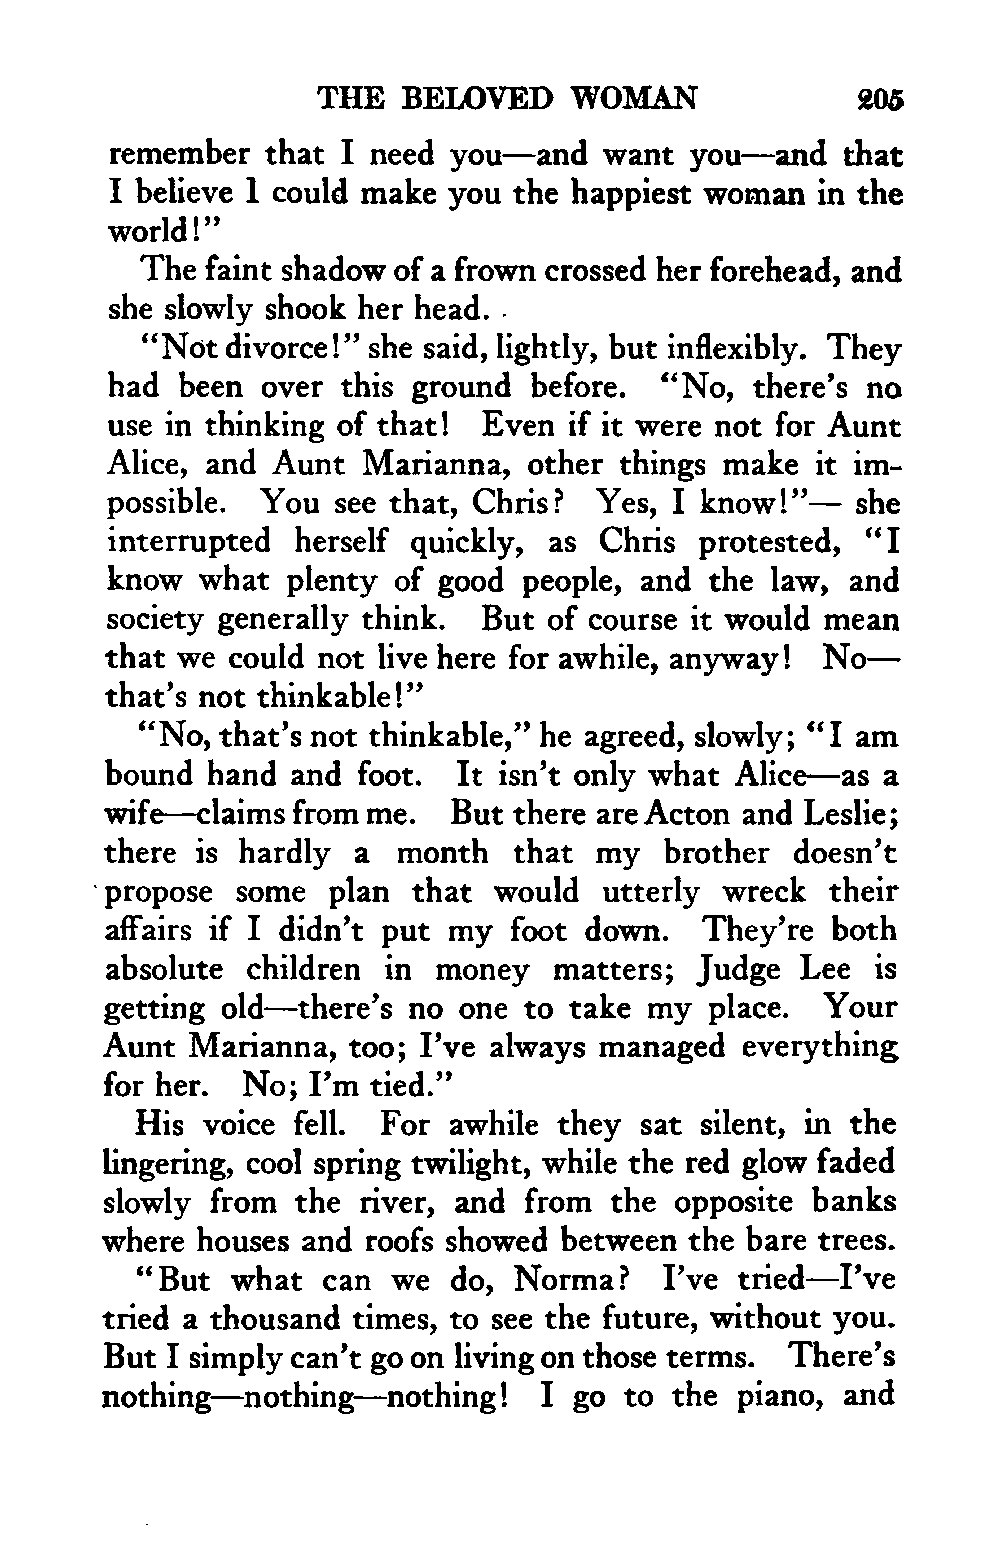 THE BELOVED WOMAN 205
remember that I need you—and want you—and that
I believe I could make you the happiest woman in the
world!”
The faint shadow of a frown crossed her forehead, and
she slowly shook her head.
“Not divorce!” she said, lightly, but inflexibly. They
had been over this ground before. “No, there’s no
use in thinking of that! Even if it were not for Aunt
Alice, and Aunt Marianna, other things make it im-
possible. You see that, Chris? Yes, I know!”— she
interrupted herself quickly, as Chris protested, “I
know what plenty of good people, and the law, and
society generally think. But of course it would mean
that we could not live here for awhile, anyway! No—
that’s not thinkable!”
“No, that’s not thinkable,” he agreed, slowly; “I am
bound hand and foot. It isn’t only what Alice—as a
wife—claims from me. But there are Acton and Leslie;
there is hardly a month that my brother doesn’t
propose some plan that would utterly wreck their
affairs if I didn’t put my foot down. They’re both
absolute children in money matters; Judge Lee is
getting old—there’s no one to take my place. Your
Aunt Marianna, too; I’ve always managed everything
for her. No; I’m tied.”
His voice fell. For awhile they sat silent, in the
lingering, cool spring twilight, while the red glow faded
slowly from the river, and from the opposite banks
where houses and roofs showed between the bare trees.
“But what can we do, Norma? I’ve tried—I’ve
tried a thousand times, to see the future, without you.
But I simply can’t go on living on those terms. There’s
nothing—nothing—nothing! I go to the piano, and